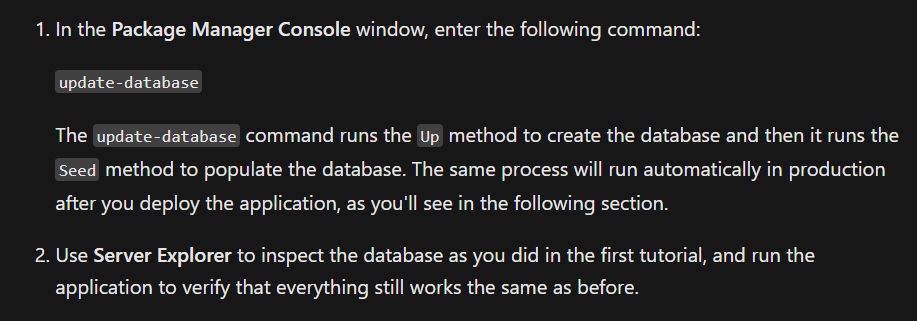 1. In the Package Manager Console window, enter the following command:
update-database
The update-database command runs the Up method to create the database and then it runs the
Seed method to populate the database. The same process will run automatically in production
after you deploy the application, as you'll see in the following section.
2. Use Server Explorer to inspect the database as you did in the first tutorial, and run the
application to verify that everything still works the same as before.